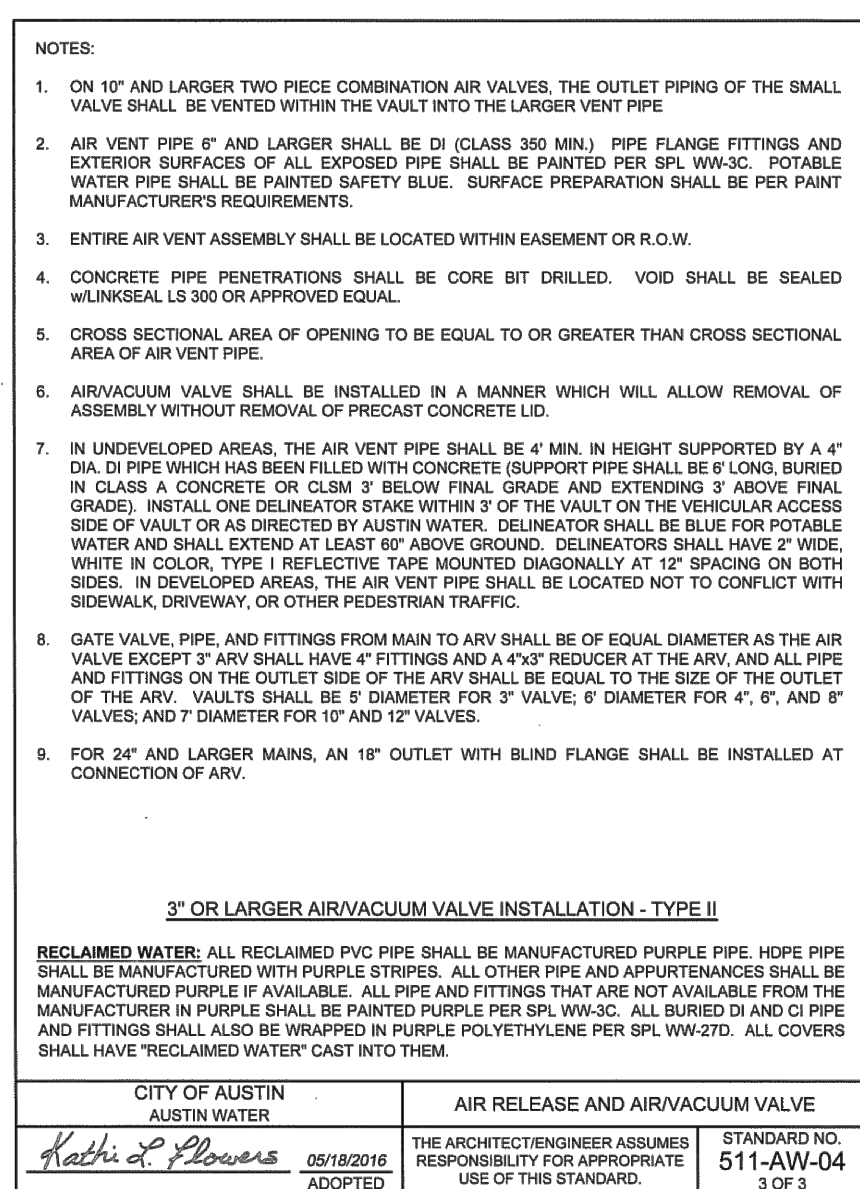 NOTES:
1. ON 10" AND LARGER TWO PIECE COMBINATION AIR VALVES, THE OUTLET PIPING OF THE SMALL
VALVE SHALL BE VENTED WITHIN THE VAULT INTO THE LARGER VENT PIPE
2. AIR VENT PIPE 6" AND LARGER SHALL BE DI (CLASS 350 MIN.) PIPE FLANGE FITTINGS AND
EXTERIOR SURFACES OF ALL EXPOSED PIPE SHALL BE PAINTED PER SPL WW-3C. POTABLE
WATER PIPE SHALL BE PAINTED SAFETY BLUE. SURFACE PREPARATION SHALL BE PER PAINT
MANUFACTURER'S REQUIREMENTS.
3. ENTIRE AIR VENT ASSEMBLY SHALL BE LOCATED WITHIN EASEMENT OR R.O.W.
4. CONCRETE PIPE PENETRATIONS SHALL BE CORE BIT DRILLED. VOID SHALL BE SEALED
w/LINKSEAL LS 300 OR APPROVED EQUAL.
5. CROSS SECTIONAL AREA OF OPENING TO BE EQUAL TO OR GREATER THAN CROSS SECTIONAL
AREA OF AIR VENT PIPE.
6. AIR/VACUUM VALVE SHALL BE INSTALLED IN A MANNER WHICH WILL ALLOW REMOVAL OF
ASSEMBLY WITHOUT REMOVAL OF PRECAST CONCRETE LID.
7. IN UNDEVELOPED AREAS, THE AIR VENT PIPE SHALL BE 4' MIN. IN HEIGHT SUPPORTED BY A 4"
DIA. DI PIPE WHICH HAS BEEN FILLED WITH CONCRETE (SUPPORT PIPE SHALL BE 6' LONG, BURIED
IN CLASS A CONCRETE OR CLSM 3' BELOW FINAL GRADE AND EXTENDING 3' ABOVE FINAL
GRADE). INSTALL ONE DELINEATOR STAKE WITHIN 3' OF THE VAULT ON THE VEHICULAR ACCESS
SIDE OF VAULT OR AS DIRECTED BY AUSTIN WATER. DELINEATOR SHALL BE BLUE FOR POTABLE
WATER AND SHALL EXTEND AT LEAST 60" ABOVE GROUND. DELINEATORS SHALL HAVE 2" WIDE,
WHITE IN COLOR, TYPE I REFLECTIVE TAPE MOUNTED DIAGONALLY AT 12" SPACING ON BOTH
SIDES. IN DEVELOPED AREAS, THE AIR VENT PIPE SHALL BE LOCATED NOT TO CONFLICT WITH
SIDEWALK, DRIVEWAY, OR OTHER PEDESTRIAN TRAFFIC.
8. GATE VALVE, PIPE, AND FITTINGS FROM MAIN TO ARV SHALL BE OF EQUAL DIAMETER AS THE AIR
VALVE EXCEPT 3" ARV SHALL HAVE 4" FITTINGS AND A 4"x3" REDUCER AT THE ARV, AND ALL PIPE
AND FITTINGS ON THE OUTLET SIDE OF THE ARV SHALL BE EQUAL TO THE SIZE OF THE OUTLET
OF THE ARV. VAULTS SHALL BE 5' DIAMETER FOR 3" VALVE; 6' DIAMETER FOR 4", 6", AND 8"
VALVES; AND 7' DIAMETER FOR 10" AND 12" VALVES.
9. FOR 24" AND LARGER MAINS, AN 18" OUTLET WITH BLIND FLANGE SHALL BE INSTALLED AT
CONNECTION OF ARV.
3" OR LARGER AIR/VACUUM VALVE INSTALLATION - TYPE II
RECLAIMED WATER: ALL RECLAIMED PVC PIPE SHALL BE MANUFACTURED PURPLE PIPE. HDPE PIPE
SHALL BE MANUFACTURED WITH PURPLE STRIPES. ALL OTHER PIPE AND APPURTENANCES SHALL BE
MANUFACTURED PURPLE IF AVAILABLE. ALL PIPE AND FITTINGS THAT ARE NOT AVAILABLE FROM THE
MANUFACTURER IN PURPLE SHALL BE PAINTED PURPLE PER SPL WW-3C. ALL BURIED DI AND CI PIPE
AND FITTINGS SHALL ALSO BE WRAPPED IN PURPLE POLYETHYLENE PER SPL WW-27D. ALL COVERS
SHALL HAVE "RECLAIMED WATER" CAST INTO THEM.
CITY OF AUSTIN
AUSTIN WATER
Kathi L. Flowers 05/18/2016
ADOPTED
AIR RELEASE AND AIR/VACUUM VALVE
THE ARCHITECT/ENGINEER ASSUMES
RESPONSIBILITY FOR APPROPRIATE
USE OF THIS STANDARD.
STANDARD NO.
511-AW-04
3 OF 3